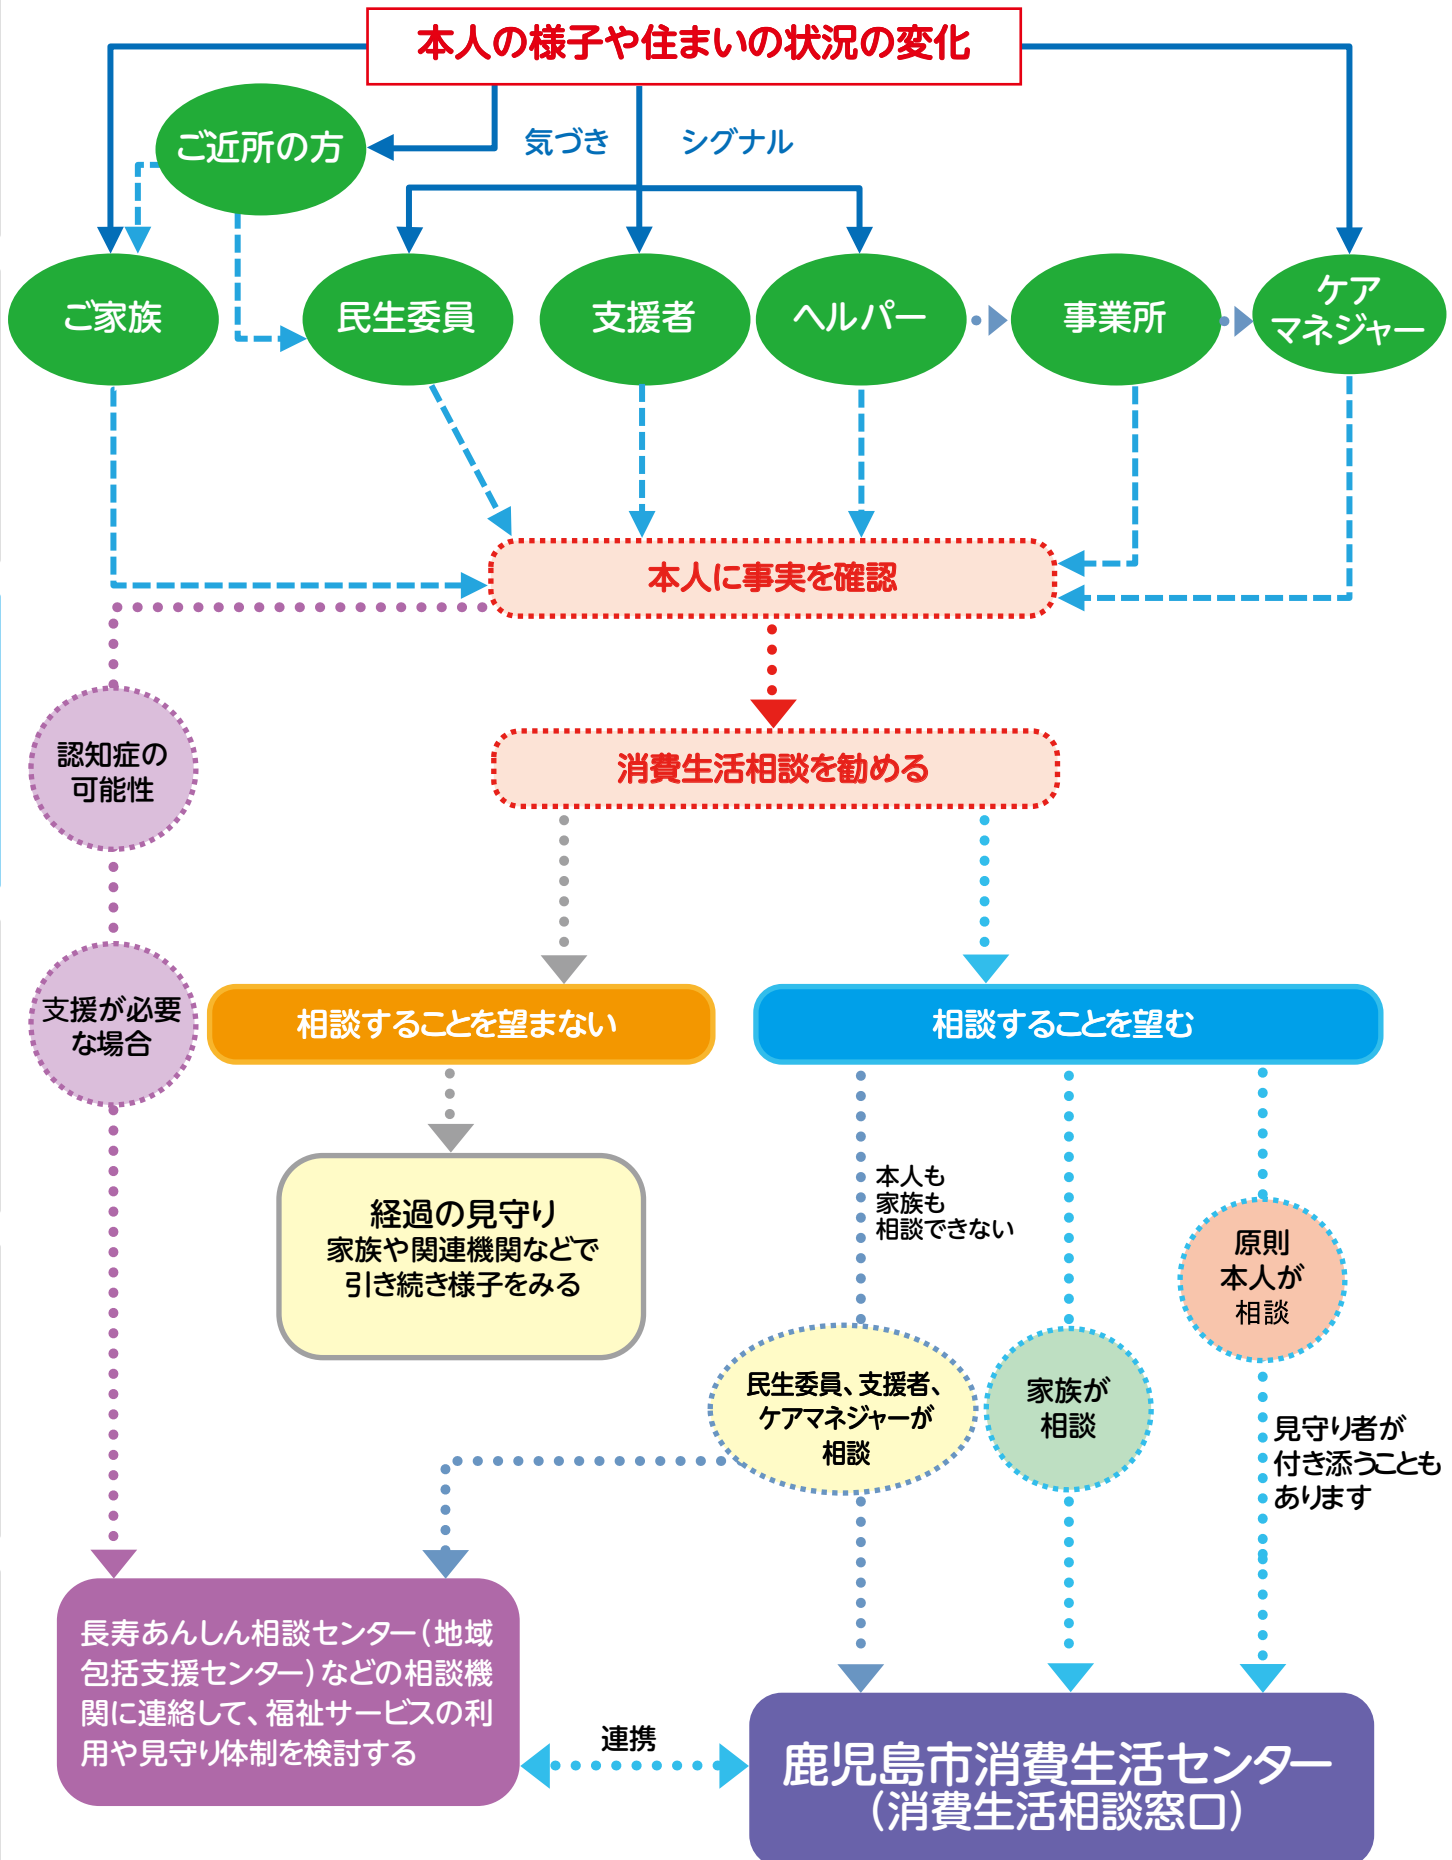 本人の様子や住まいの状況の変化
ご近所の方
気づき
シグナル
ご家族
民生委員
支援者
ヘルパー
事業所
ケア
マネジャー
本人に事実を確認
認知症の
可能性
消費生活相談を勧める
支援が必要
な場合
相談することを望まない
相談することを望む
経過の見守り
家族や関連機関などで
引き続き様子をみる
本人も
家族も
相談できない
原則
本人が
相談
民生委員、支援者、
ケアマネジャーが
相談
家族が
相談
見守り者が
付き添うことも
あります
長寿あんしん相談センター（地域
包括支援センター）などの相談機
関に連絡して、福祉サービスの利
用や見守り体制を検討する
連携
鹿児島市消費生活センター
（消費生活相談窓口）